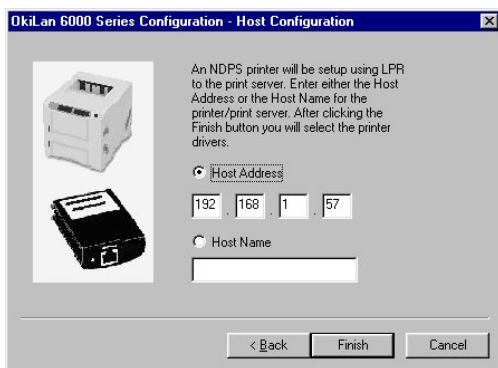 OkiLan 6000 Series Configuration - Host Configuration
An NDPS printer will be setup using LPR
to the print server. Enter either the Host
Address or the Host Name for the
printer/print server. After clicking the
Finish button you will select the printer
drivers.
Host Address
192 . 168 . 1 . 57
Host Name
< Back Finish Cancel